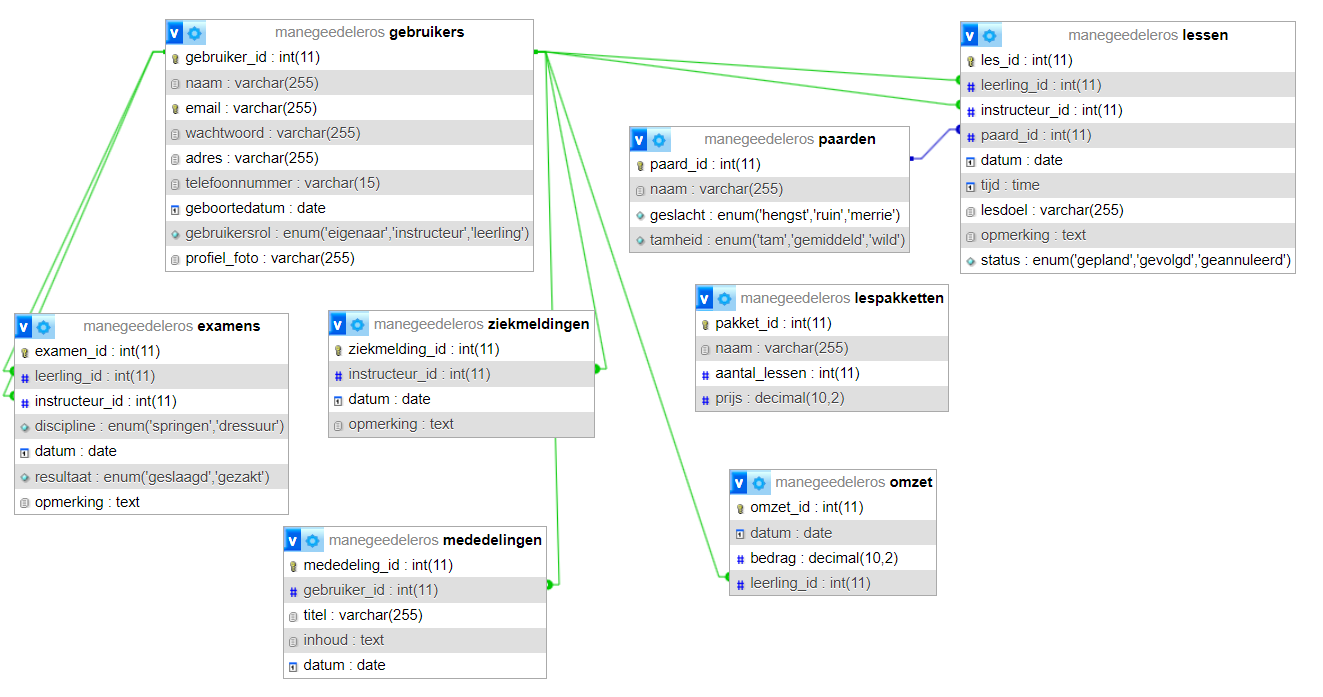 v manegeedeleros gebruikers
gebruiker_id : int(11)
naam : varchar(255)
email : varchar(255)
wachtwoord : varchar(255)
adres : varchar(255)
telefoonnummer : varchar(15)
geboortedatum : date
gebruikersrol : enum('eigenaar','instructeur','leerling')
profiel_foto : varchar(255)
v manegeedeleros lessen
les_id : int(11)
# leerling_id : int(11)
# instructeur_id : int(11)
# paard_id : int(11)
datum : date
tijd : time
lesdoel : varchar(255)
opmerking : text
status : enum('gepland','gevolgd','geannuleerd')
v manegeedeleros paarden
paard_id : int(11)
naam : varchar(255)
geslacht : enum('hengst','ruin','merrie')
tamheid : enum('tam','gemiddeld','wild')
v manegeedeleros lespakketten
pakket_id : int(11)
naam : varchar(255)
# aantal_lessen : int(11)
# prijs : decimal(10,2)
v manegeedeleros examens
examen_id : int(11)
# leerling_id : int(11)
# instructeur_id : int(11)
discipline : enum('springen','dressuur')
datum : date
resultaat : enum('geslaagd','gezakt')
opmerking : text
v manegeedeleros ziekmeldingen
ziekmelding_id : int(11)
# instructeur_id : int(11)
datum : date
opmerking : text
v manegeedeleros omzet
omzet_id : int(11)
datum : date
# bedrag : decimal(10,2)
# leerling_id : int(11)
v manegeedeleros mededelingen
mededeling_id : int(11)
# gebruiker_id : int(11)
titel : varchar(255)
inhoud : text
datum : date